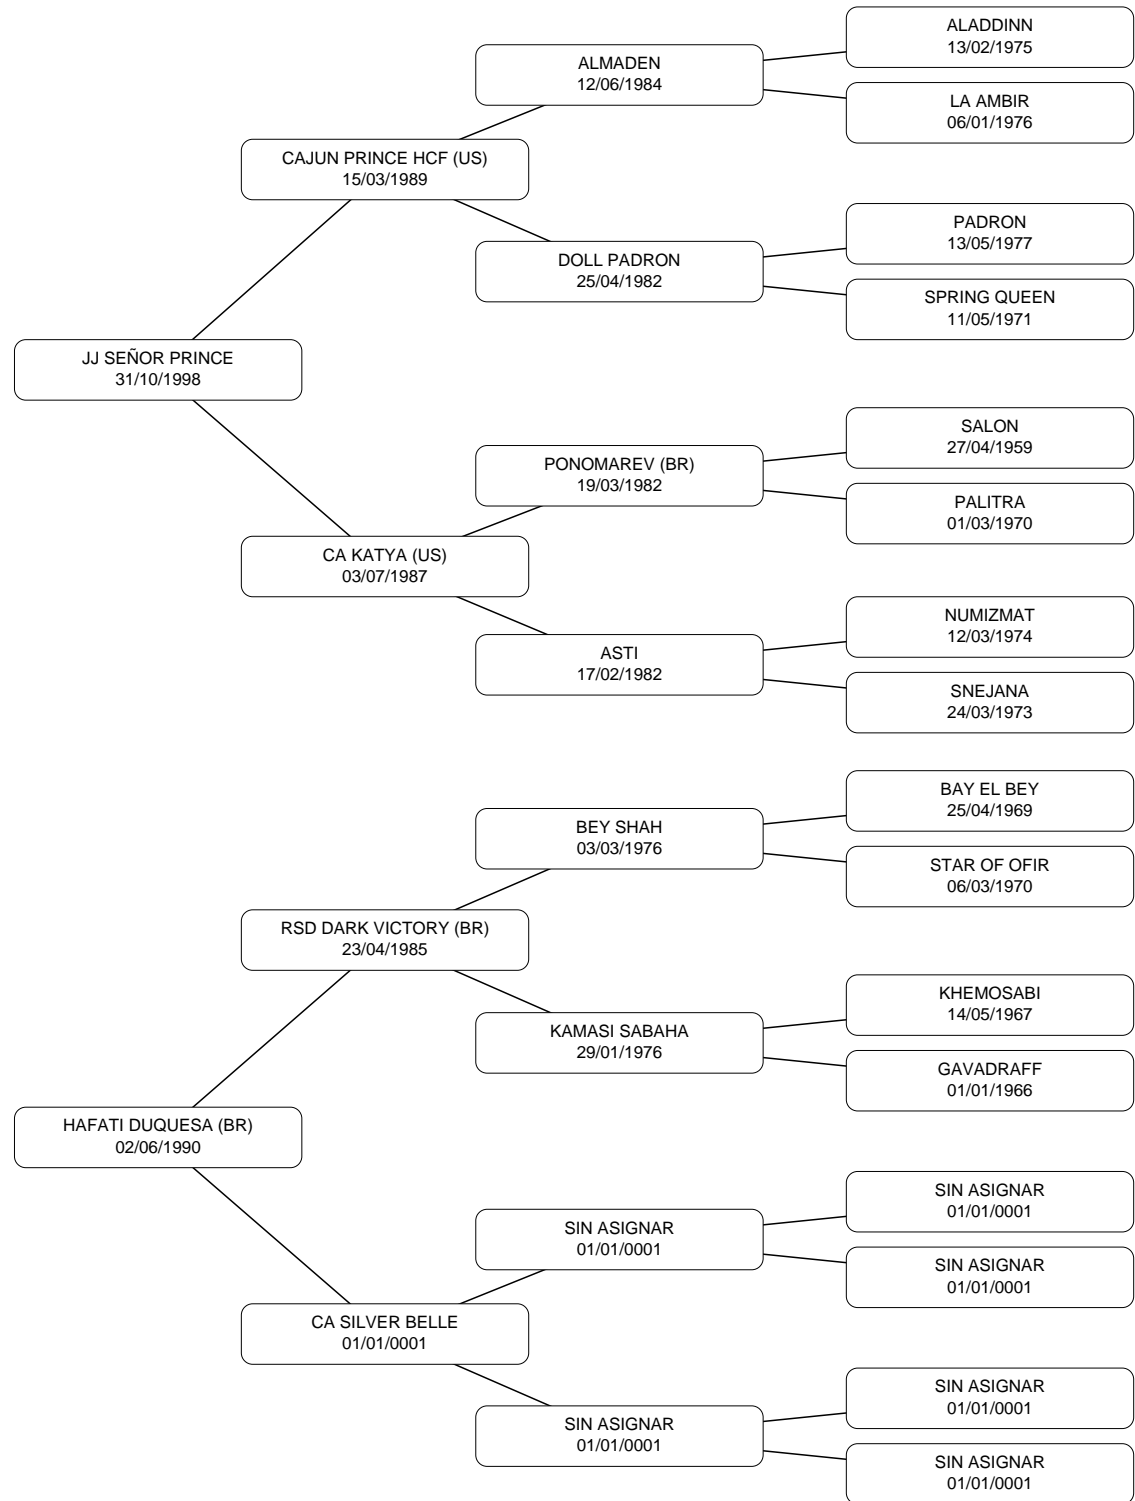 ALADDINN
13/02/1975
ALMADEN
12/06/1984
LA AMBIR
06/01/1976
CAJUN PRINCE HCF (US)
15/03/1989
PADRON
13/05/1977
DOLL PADRON
25/04/1982
SPRING QUEEN
11/05/1971
JJ SEÑOR PRINCE
31/10/1998
SALON
27/04/1959
PONOMAREV (BR)
19/03/1982
PALITRA
01/03/1970
CA KATYA (US)
03/07/1987
NUMIZMAT
12/03/1974
ASTI
17/02/1982
SNEJANA
24/03/1973
BAY EL BEY
25/04/1969
BEY SHAH
03/03/1976
STAR OF OFIR
06/03/1970
RSD DARK VICTORY (BR)
23/04/1985
KHEMOSABI
14/05/1967
KAMASI SABAHA
29/01/1976
GAVADRAFF
01/01/1966
HAFATI DUQUESA (BR)
02/06/1990
SIN ASIGNAR
01/01/0001
SIN ASIGNAR
01/01/0001
SIN ASIGNAR
01/01/0001
CA SILVER BELLE
01/01/0001
SIN ASIGNAR
01/01/0001
SIN ASIGNAR
01/01/0001
SIN ASIGNAR
01/01/0001